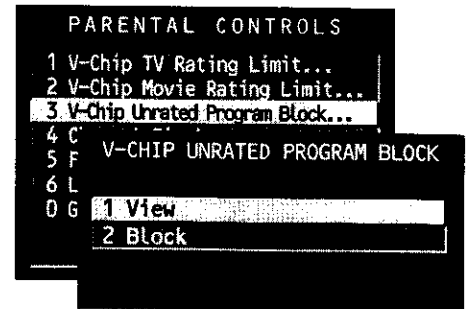 PARENTAL CONTROLS
1 V-Chip TV Rating Limit...
2 V-Chip Movie Rating Limit...
3 V-Chip Unrated Program Block...
4 C
5 F
6 L
0 G
V-CHIP UNRATED PROGRAM BLOCK
1 View
2 Block